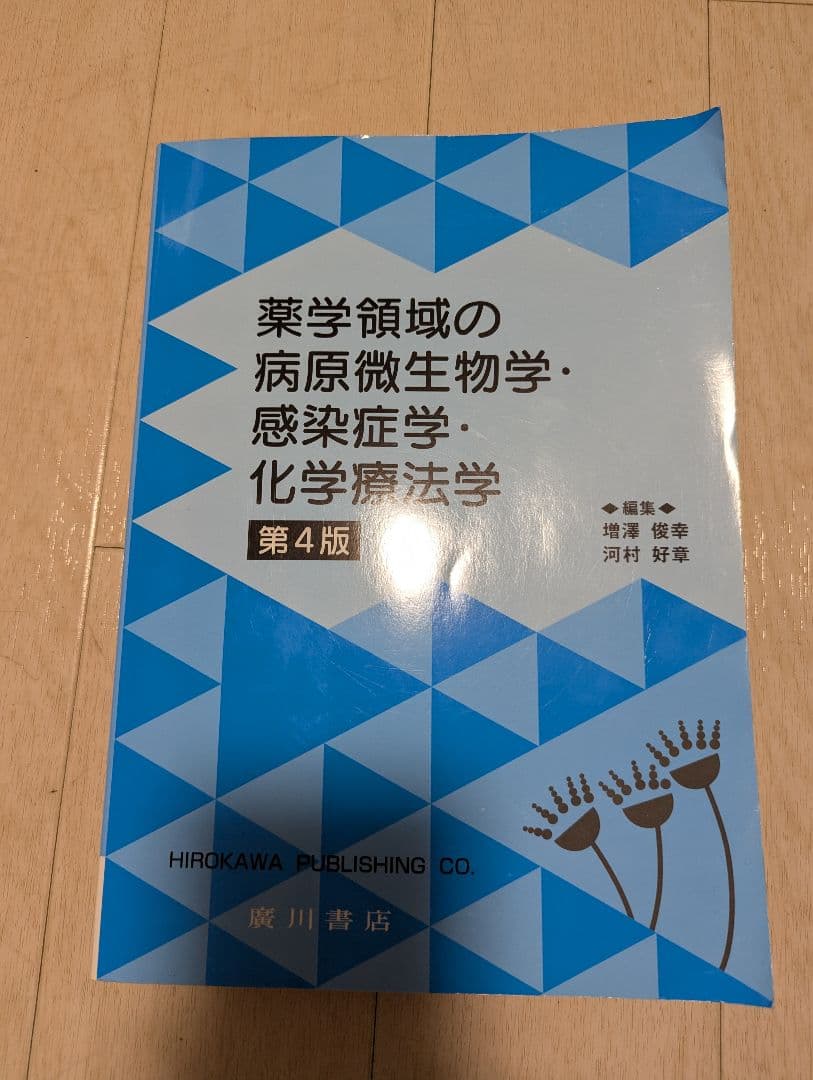 薬学領域の
病原微生物学・
感染症学・
化学療法学
第4版
◆編集◆
増澤 俊幸
河村 好章
HIROKAWA PUBLISHING CO.
廣川書店